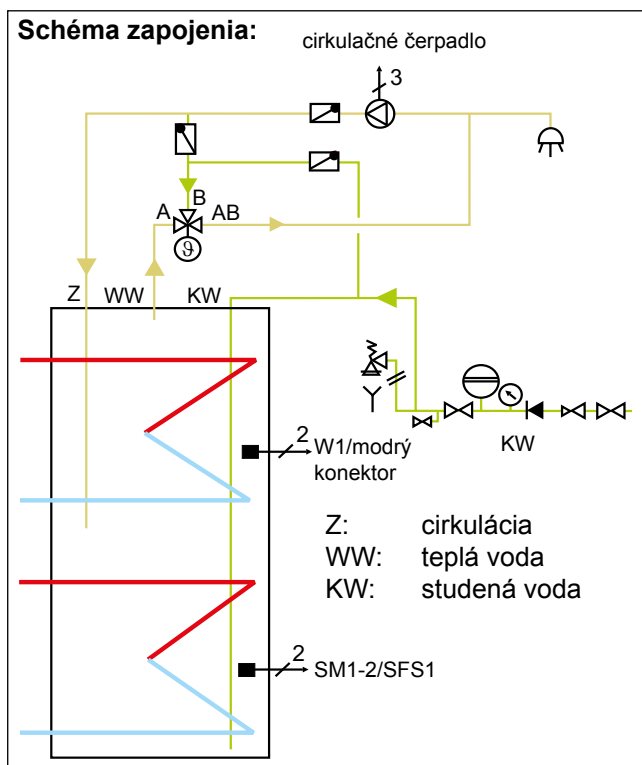 Schéma zapojenia:
cirkulačné čerpadlo
3
B
A
AB
ϑ
Z
WW
KW
KW
2
W1/modrý
konektor
Z: cirkulácia
WW: teplá voda
KW: studená voda
2
SM1-2/SFS1